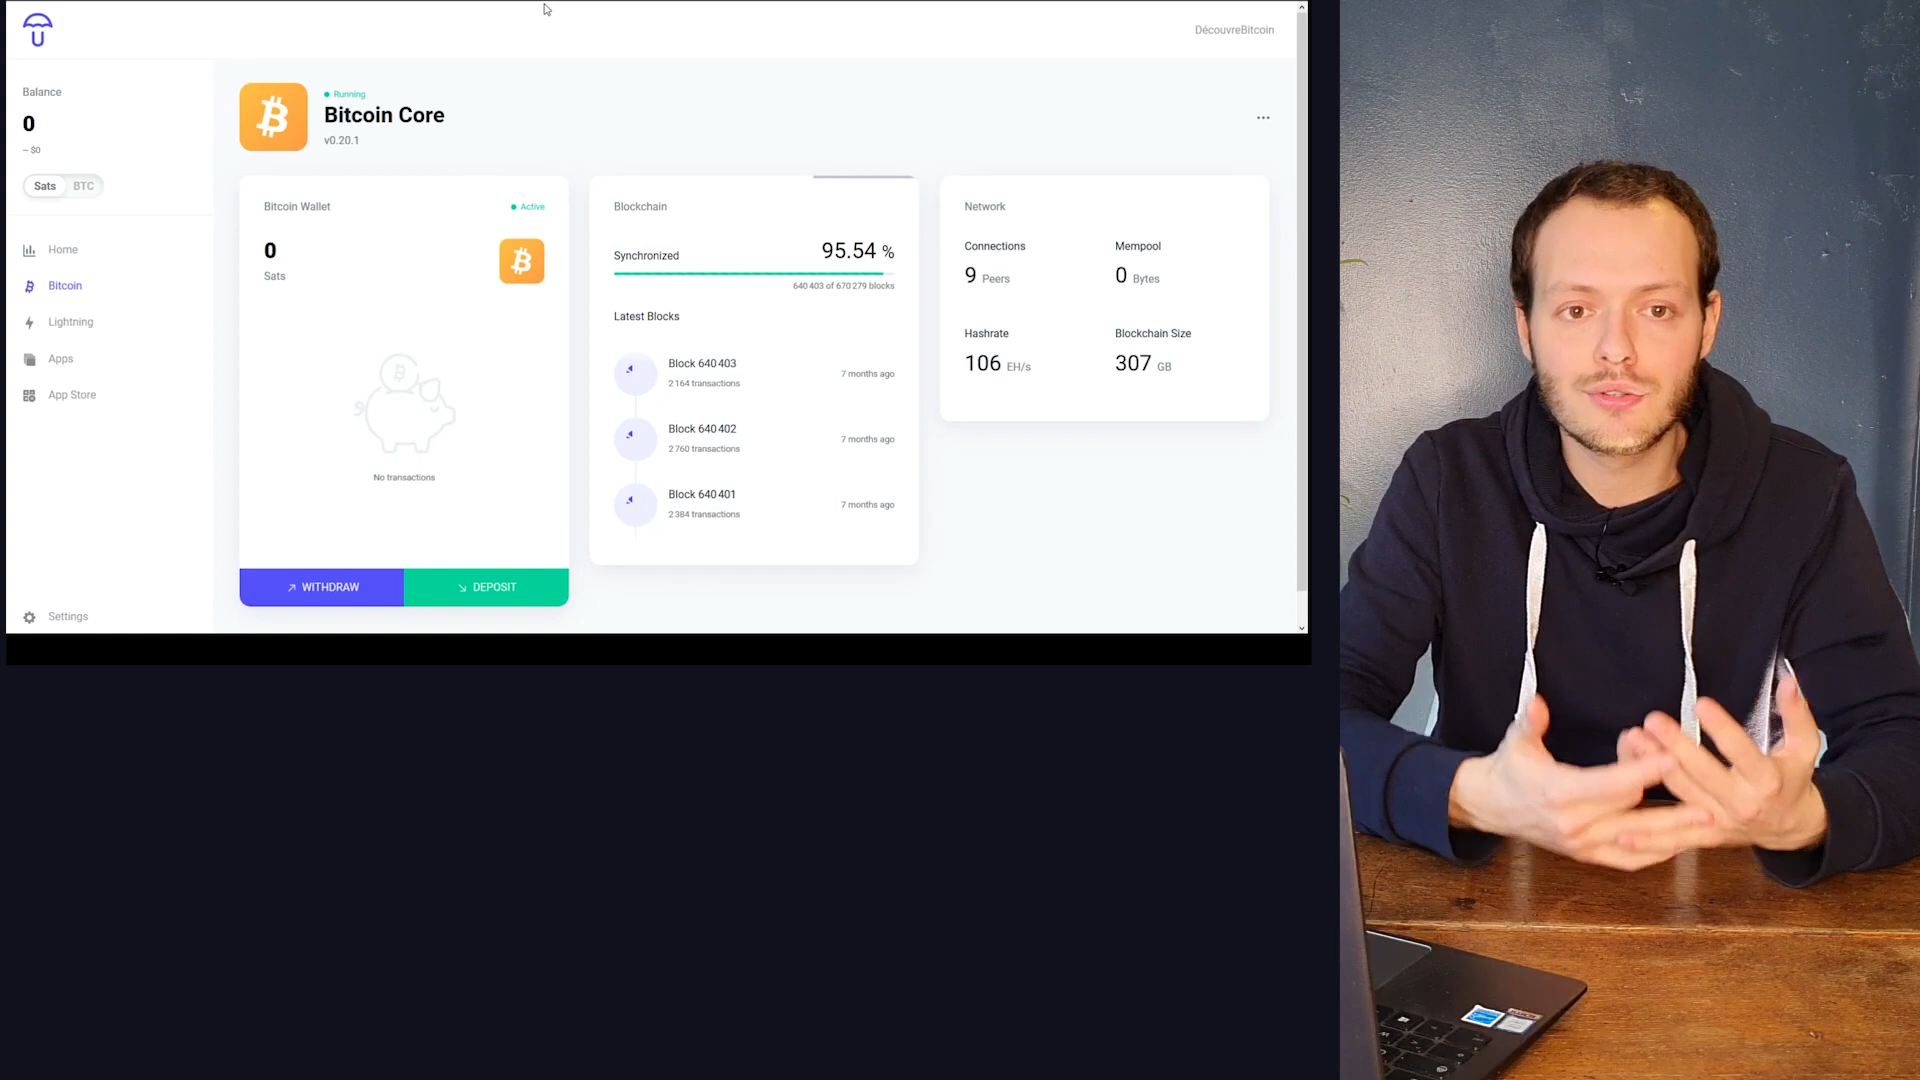 DécouvreBitcoin
Balance
0
~ $0
Sats BTC
Home
Bitcoin
Lightning
Apps
App Store
Settings
Running
Bitcoin Core
v0.20.1
...
Bitcoin Wallet
Active
0
Sats
No transactions
WITHDRAW
DEPOSIT
Blockchain
Synchronized
95.54 %
640 403 of 670 279 blocks
Latest Blocks
Block 640 403
2 164 transactions
7 months ago
Block 640 402
2 760 transactions
7 months ago
Block 640 401
2 384 transactions
7 months ago
Network
Connections
9 Peers
Mempool
0 Bytes
Hashrate
106 EH/s
Blockchain Size
307 GB